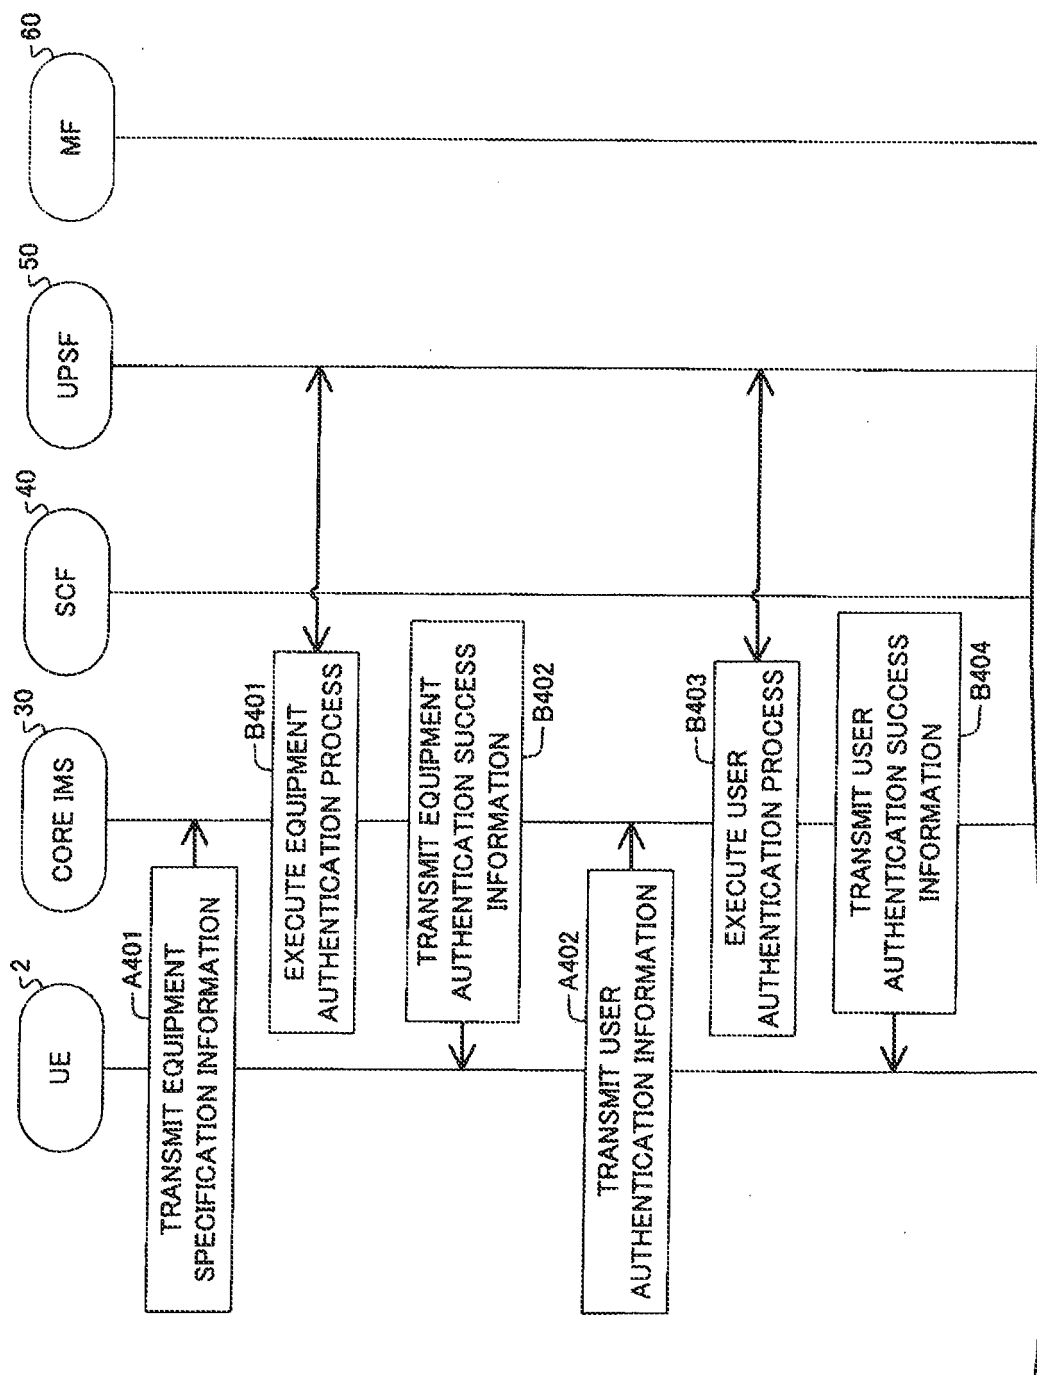 UE
2
CORE IMS
30
SCF
40
UPSF
50
MF
60
A401
TRANSMIT EQUIPMENT
SPECIFICATION INFORMATION
B401
EXECUTE EQUIPMENT
AUTHENTICATION PROCESS
TRANSMIT EQUIPMENT
AUTHENTICATION SUCCESS
INFORMATION
B402
A402
TRANSMIT USER
AUTHENTICATION INFORMATION
B403
EXECUTE USER
AUTHENTICATION PROCESS
TRANSMIT USER
AUTHENTICATION SUCCESS
INFORMATION
B404